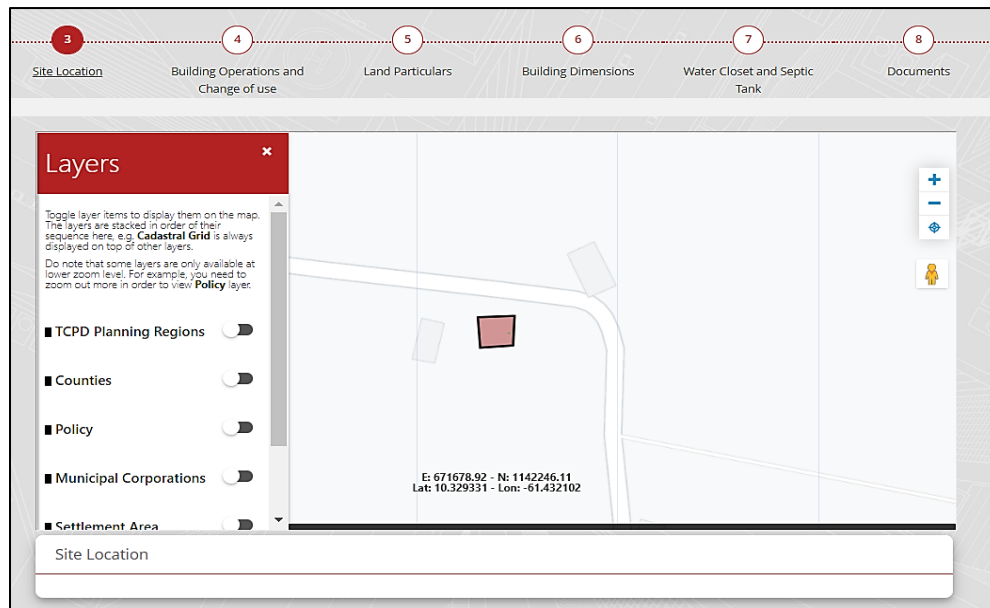 3
4
5
6
7
8
Site Location
Building Operations and
Change of use
Land Particulars
Building Dimensions
Water Closet and Septic
Tank
Documents
Layers
×
Toggle layer items to display them on the map.
The layers are stacked in order of their
sequence here, e.g. Cadastral Grid is always
displayed on top of other layers.
Do note that some layers are only available at
lower zoom level. For example, you need to
zoom out more in order to view Policy layer.
TCPD Planning Regions
Counties
Policy
Municipal Corporations
Settlement Area
+
−
E: 671678.92 - N: 1142246.11
Lat: 10.329331 - Lon: -61.432102
Site Location